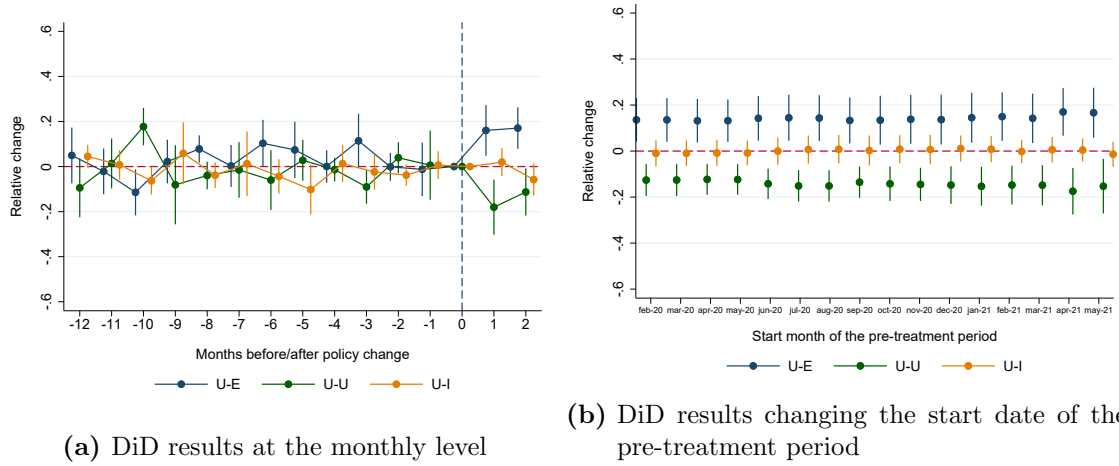 .6
.4
.2
0
-.2
-.4
-.6
Relative change
-12 -11 -10 -9 -8 -7 -6 -5 -4 -3 -2 -1 0 1 2
Months before/after policy change
U-E U-U U-I
(a) DiD results at the monthly level
.6
.4
.2
0
-.2
-.4
-.6
Relative change
feb-20 mar-20 apr-20 may-20 jun-20 jul-20 aug-20 sep-20 oct-20 nov-20 dec-20 jan-21 feb-21 mar-21 apr-21 may-21
Start month of the pre-treatment period
U-E U-U U-I
(b) DiD results changing the start date of the
pre-treatment period